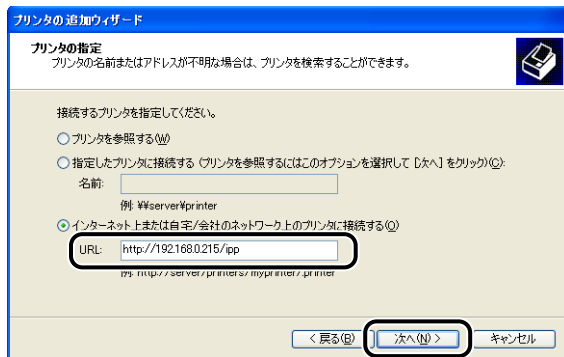 プリンタの追加ウィザード
プリンタの指定
プリンタの名前またはアドレスが不明な場合は、プリンタを検索することができます。
接続するプリンタを指定してください。
プリンタを参照する(W)
指定したプリンタに接続する (プリンタを参照するにはこのオプションを選択して [次へ] をクリック)(C):
名前:
例: ¥¥server¥printer
インターネット上または自宅/会社のネットワーク上のプリンタに接続する(O)
URL: http://192.168.0.215/ipp
例: http://server/printers/myprinter/.printer
< 戻る(B) 次へ(N) > キャンセル